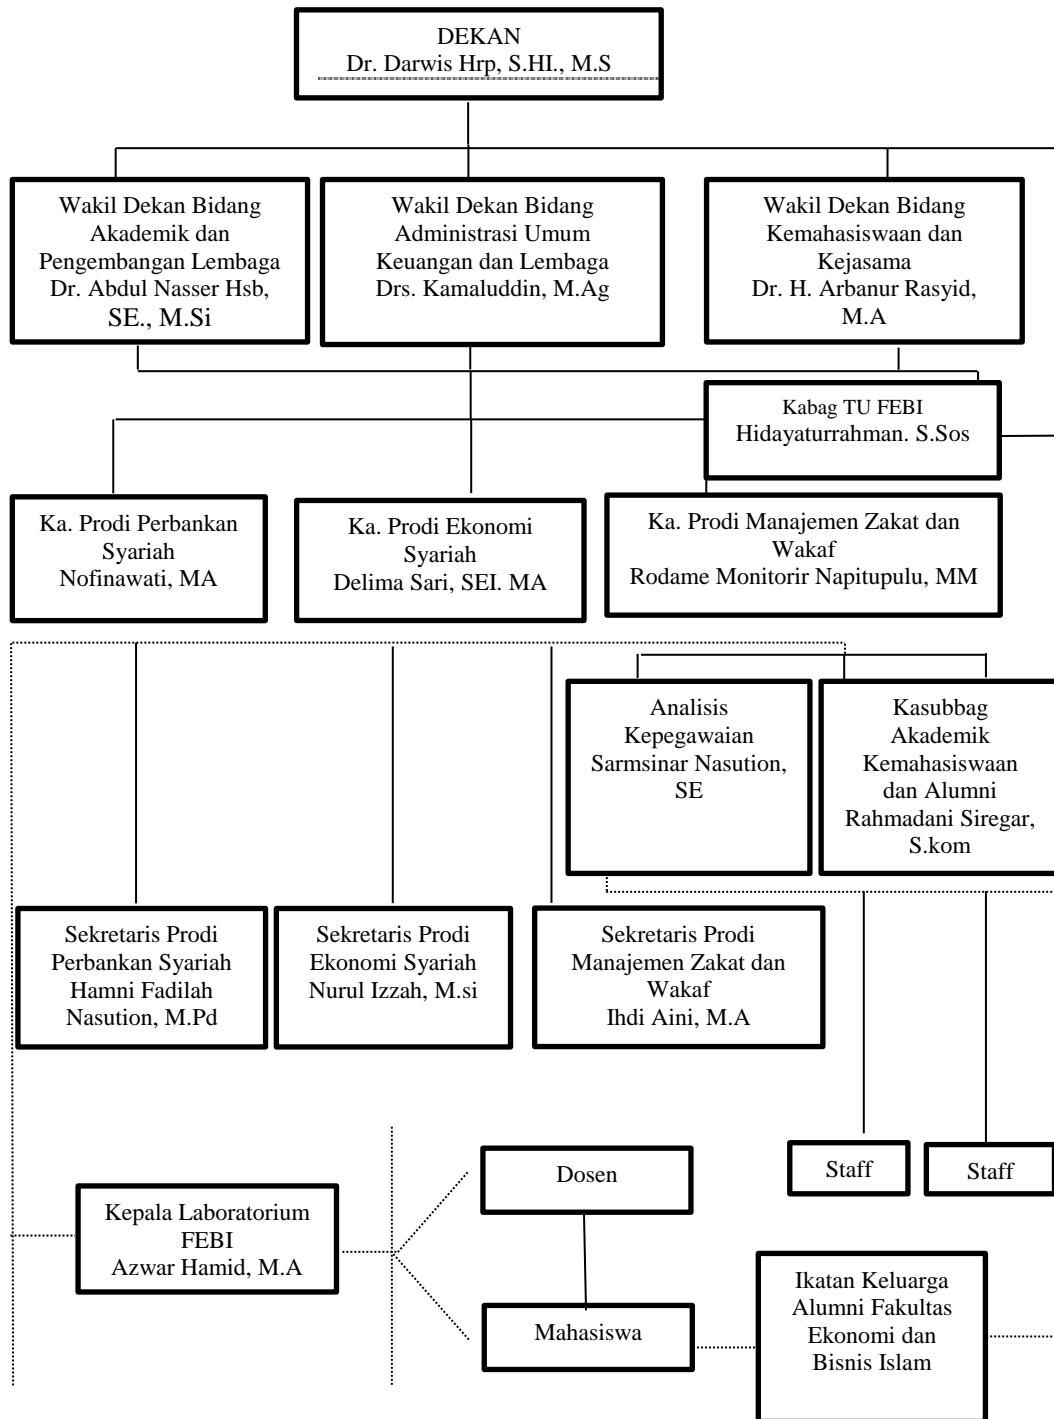 DEKAN
Dr. Darwis Hrp, S.HI., M.S
Wakil Dekan Bidang
Akademik dan
Pengembangan Lembaga
Dr. Abdul Nasser Hsb,
SE., M.Si
Wakil Dekan Bidang
Administrasi Umum
Keuangan dan Lembaga
Drs. Kamaluddin, M.Ag
Wakil Dekan Bidang
Kemahasiswaan dan
Kejasama
Dr. H. Arbanur Rasyid,
M.A
Kabag TU FEBI
Hidayaturrahman. S.Sos
Ka. Prodi Perbankan
Syariah
Nofinawati, MA
Ka. Prodi Ekonomi
Syariah
Delima Sari, SEI. MA
Ka. Prodi Manajemen Zakat dan
Wakaf
Rodame Monitorir Napitupulu, MM
Analisis
Kepegawaian
Sarmsinar Nasution,
SE
Kasubbag
Akademik
Kemahasiswaan
dan Alumni
Rahmadani Siregar,
S.kom
Sekretaris Prodi
Perbankan Syariah
Hamni Fadilah
Nasution, M.Pd
Sekretaris Prodi
Ekonomi Syariah
Nurul Izzah, M.si
Sekretaris Prodi
Manajemen Zakat dan
Wakaf
Ihdi Aini, M.A
Staff
Staff
Dosen
Kepala Laboratorium
FEBI
Azwar Hamid, M.A
Mahasiswa
Ikatan Keluarga
Alumni Fakultas
Ekonomi dan
Bisnis Islam